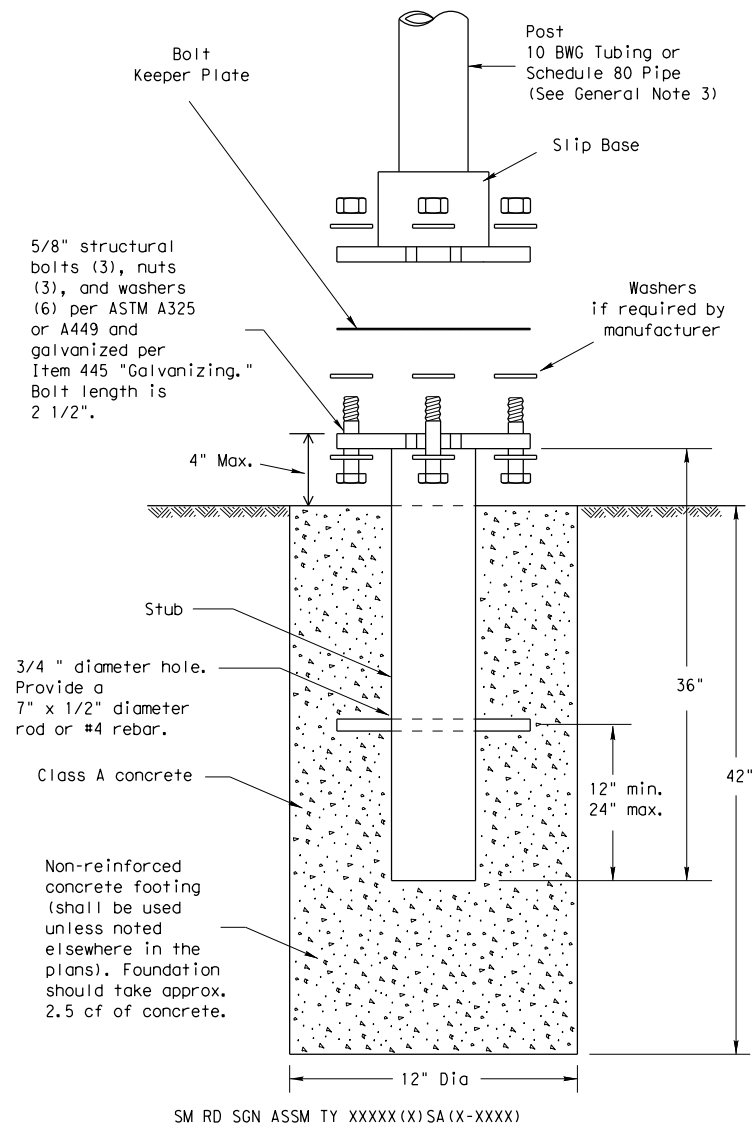 Bolt
Keeper Plate
Post
10 BWG Tubing or
Schedule 80 Pipe
(See General Note 3)
Slip Base
5/8" structural
bolts (3), nuts
(3), and washers
(6) per ASTM A325
or A449 and
galvanized per
Item 445 "Galvanizing."
Bolt length is
2 1/2".
Washers
if required by
manufacturer
4" Max.
Stub
3/4 " diameter hole.
Provide a
7" x 1/2" diameter
rod or #4 rebar.
36"
12" min.
24" max.
42"
Class A concrete
Non-reinforced
concrete footing
(shall be used
unless noted
elsewhere in the
plans). Foundation
should take approx.
2.5 cf of concrete.
12" Dia
SM RD SGN ASSM TY XXXXX(X)SA(X-XXXX)